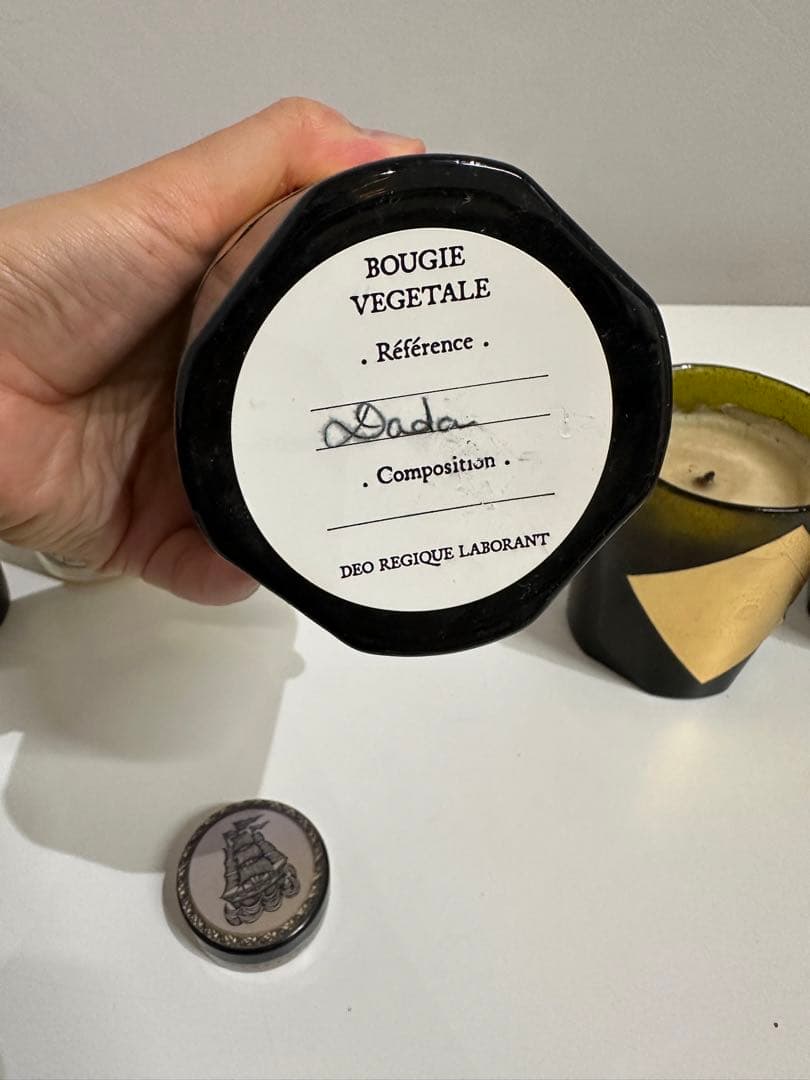 BOUGIE
VEGETALE
. Référence .
Dada
. Composition .
DEO REGIQUE LABORANT